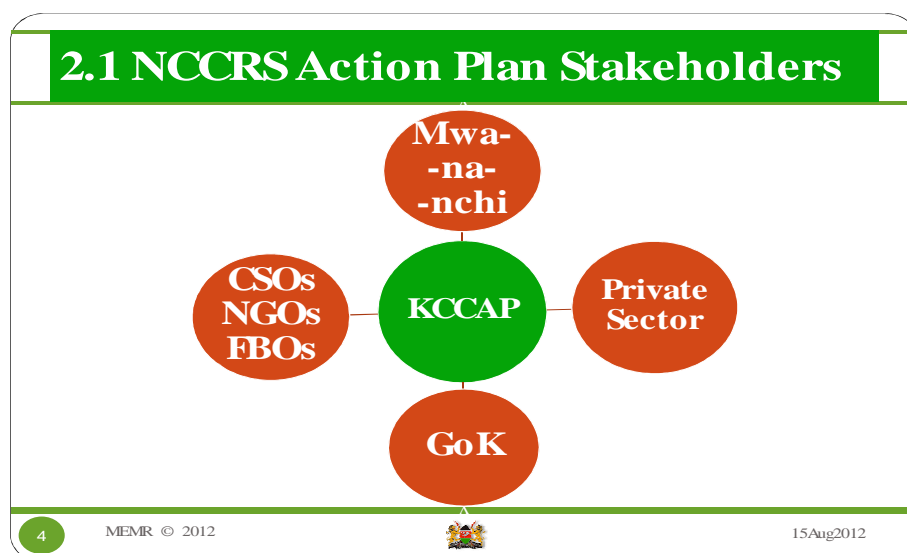 2.1 NCCRS Action Plan Stakeholders
Mwa-
-na-
-nchi
CSOs
NGOs
FBOs
KCCAP
Private
Sector
GoK
4
MEMR © 2012
15Aug2012